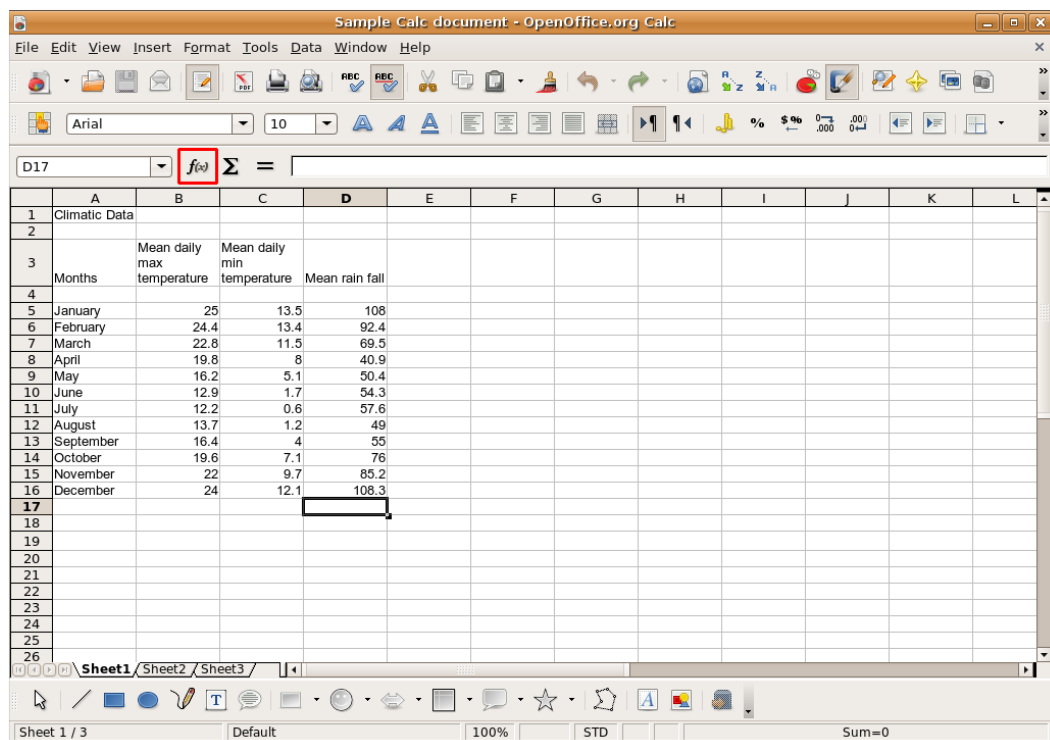 Sample Calc document - OpenOffice.org Calc
File Edit View Insert Format Tools Data Window Help
Arial 10
D17 f(x) Σ =
A B C D E F G H I J K L
1 Climatic Data
2
3 Months Mean daily max temperature Mean daily min temperature Mean rain fall
4
5 January 25 13.5 108
6 February 24.4 13.4 92.4
7 March 22.8 11.5 69.5
8 April 19.8 8 40.9
9 May 16.2 5.1 50.4
10 June 12.9 1.7 54.3
11 July 12.2 0.6 57.6
12 August 13.7 1.2 49
13 September 16.4 4 55
14 October 19.6 7.1 76
15 November 22 9.7 85.2
16 December 24 12.1 108.3
17
18
19
20
21
22
23
24
25
26
Sheet1 Sheet2 Sheet3
Sheet 1 / 3 Default 100% STD Sum=0